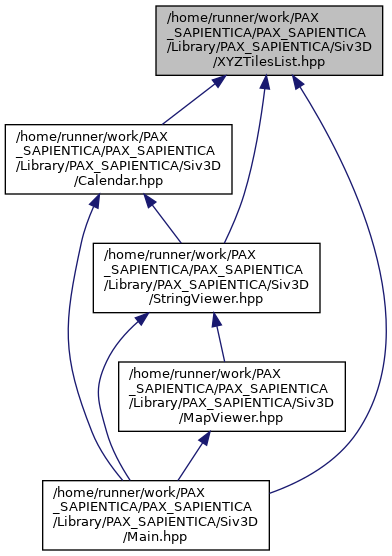 /home/runner/work/PAX
_SAPIENTICA/PAX_SAPIENTICA
/Library/PAX_SAPIENTICA/Siv3D
/XYZTilesList.hpp
/home/runner/work/PAX
_SAPIENTICA/PAX_SAPIENTICA
/Library/PAX_SAPIENTICA/Siv3D
/Calendar.hpp
/home/runner/work/PAX
_SAPIENTICA/PAX_SAPIENTICA
/Library/PAX_SAPIENTICA/Siv3D
/StringViewer.hpp
/home/runner/work/PAX
_SAPIENTICA/PAX_SAPIENTICA
/Library/PAX_SAPIENTICA/Siv3D
/MapViewer.hpp
/home/runner/work/PAX
_SAPIENTICA/PAX_SAPIENTICA
/Library/PAX_SAPIENTICA/Siv3D
/Main.hpp